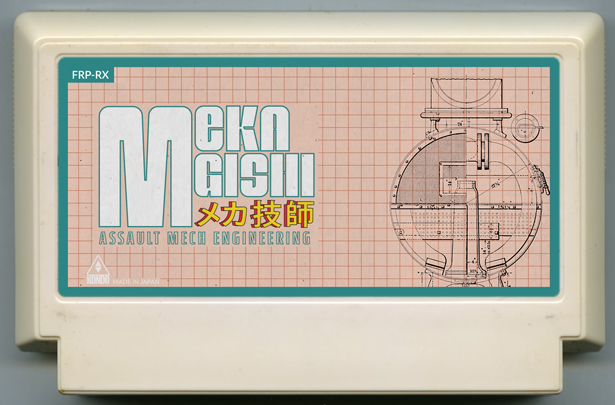 FRP-RX
MEKA
GISHI
メカ技師
ASSAULT MECH ENGINEERING
MADE IN JAPAN